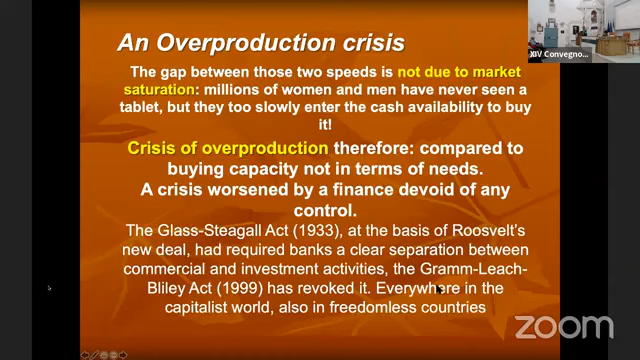 An Overproduction crisis
The gap between those two speeds is not due to market
saturation: millions of women and men have never seen a
tablet, but they too slowly enter the cash availability to buy
it!
Crisis of overproduction therefore: compared to
buying capacity not in terms of needs.
A crisis worsened by a finance devoid of any
control.
The Glass-Steagall Act (1933), at the basis of Roosvelt's
new deal, had required banks a clear separation between
commercial and investment activities, the Gramm-Leach-
Bliley Act (1999) has revoked it. Everywhere in the
capitalist world, also in freedomless countries
XIV Convegno...
zoom